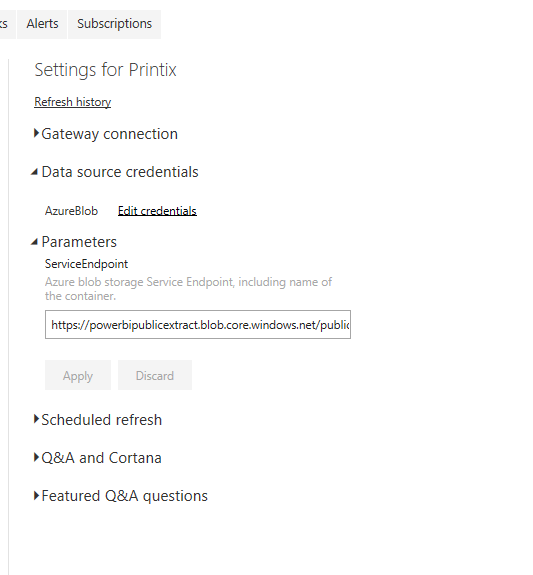 Alerts
Subscriptions
Settings for Printix
Refresh history
Gateway connection
Data source credentials
AzureBlob
Edit credentials
Parameters
ServiceEndpoint
Azure blob storage Service Endpoint, including name of
the container.
https://powerbipublicextract.blob.core.windows.net/public
Apply
Discard
Scheduled refresh
Q&A and Cortana
Featured Q&A questions